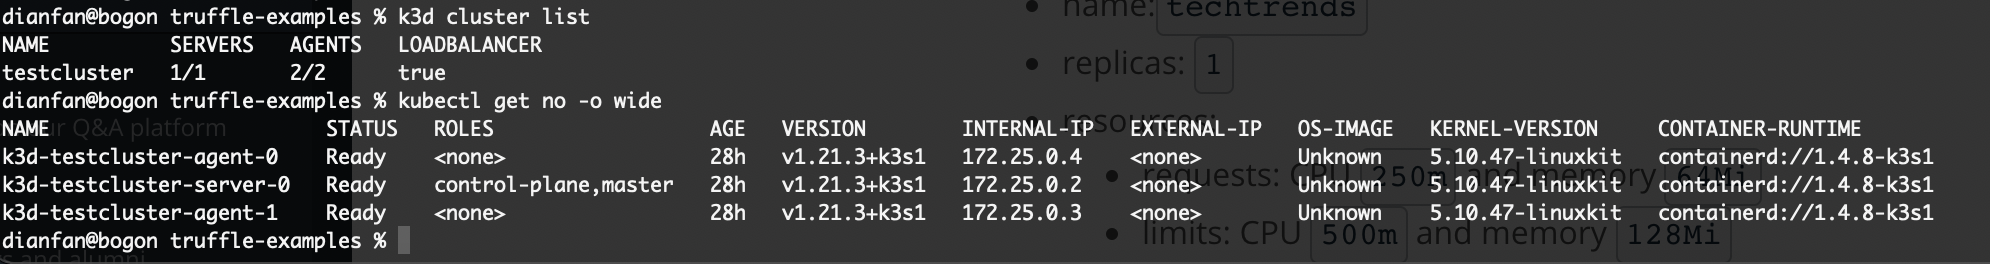 dianfan@bogon truffle-examples % k3d cluster list
NAME          SERVERS   AGENTS   LOADBALANCER
testcluster   1/1       2/2      true
dianfan@bogon truffle-examples % kubectl get no -o wide
NAME                       STATUS   ROLES                  AGE   VERSION        INTERNAL-IP   EXTERNAL-IP   OS-IMAGE   KERNEL-VERSION     CONTAINER-RUNTIME
k3d-testcluster-agent-0    Ready    <none>                 28h   v1.21.3+k3s1   172.25.0.4    <none>        Unknown    5.10.47-linuxkit   containerd://1.4.8-k3s1
k3d-testcluster-server-0   Ready    control-plane,master   28h   v1.21.3+k3s1   172.25.0.2    <none>        Unknown    5.10.47-linuxkit   containerd://1.4.8-k3s1
k3d-testcluster-agent-1    Ready    <none>                 28h   v1.21.3+k3s1   172.25.0.3    <none>        Unknown    5.10.47-linuxkit   containerd://1.4.8-k3s1
dianfan@bogon truffle-examples %
name: techtrends
replicas: 1
resources:
requests: CPU 250m and memory 64Mi
limits: CPU 500m and memory 128Mi
Q&A platform
and alumni